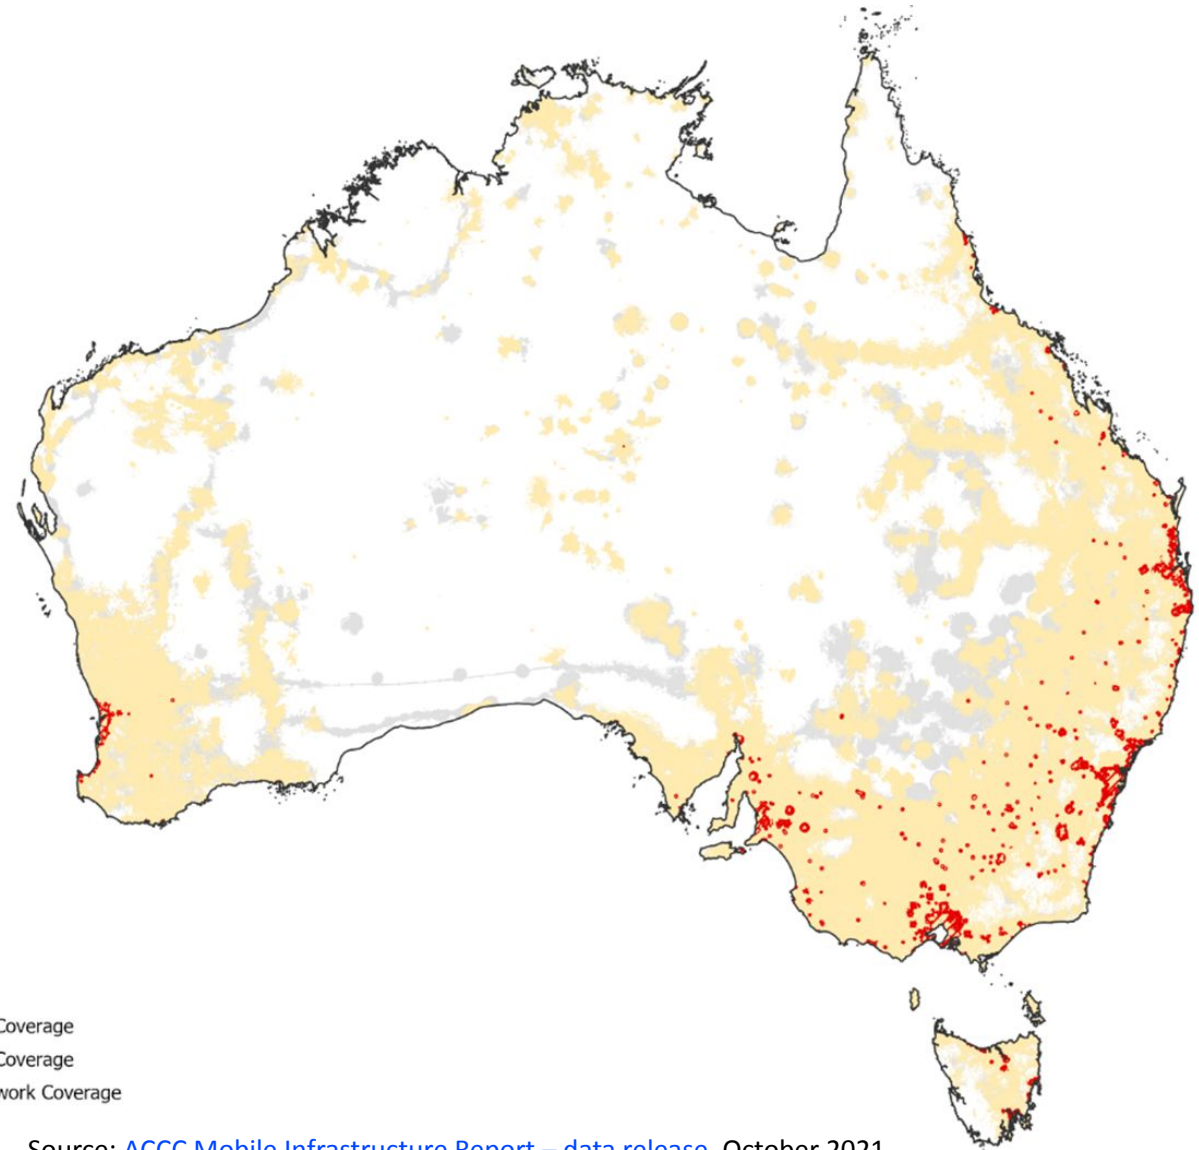 Coverage
Coverage
work Coverage
Source: ACCC Mobile Infrastructure Report – data release, October 2021